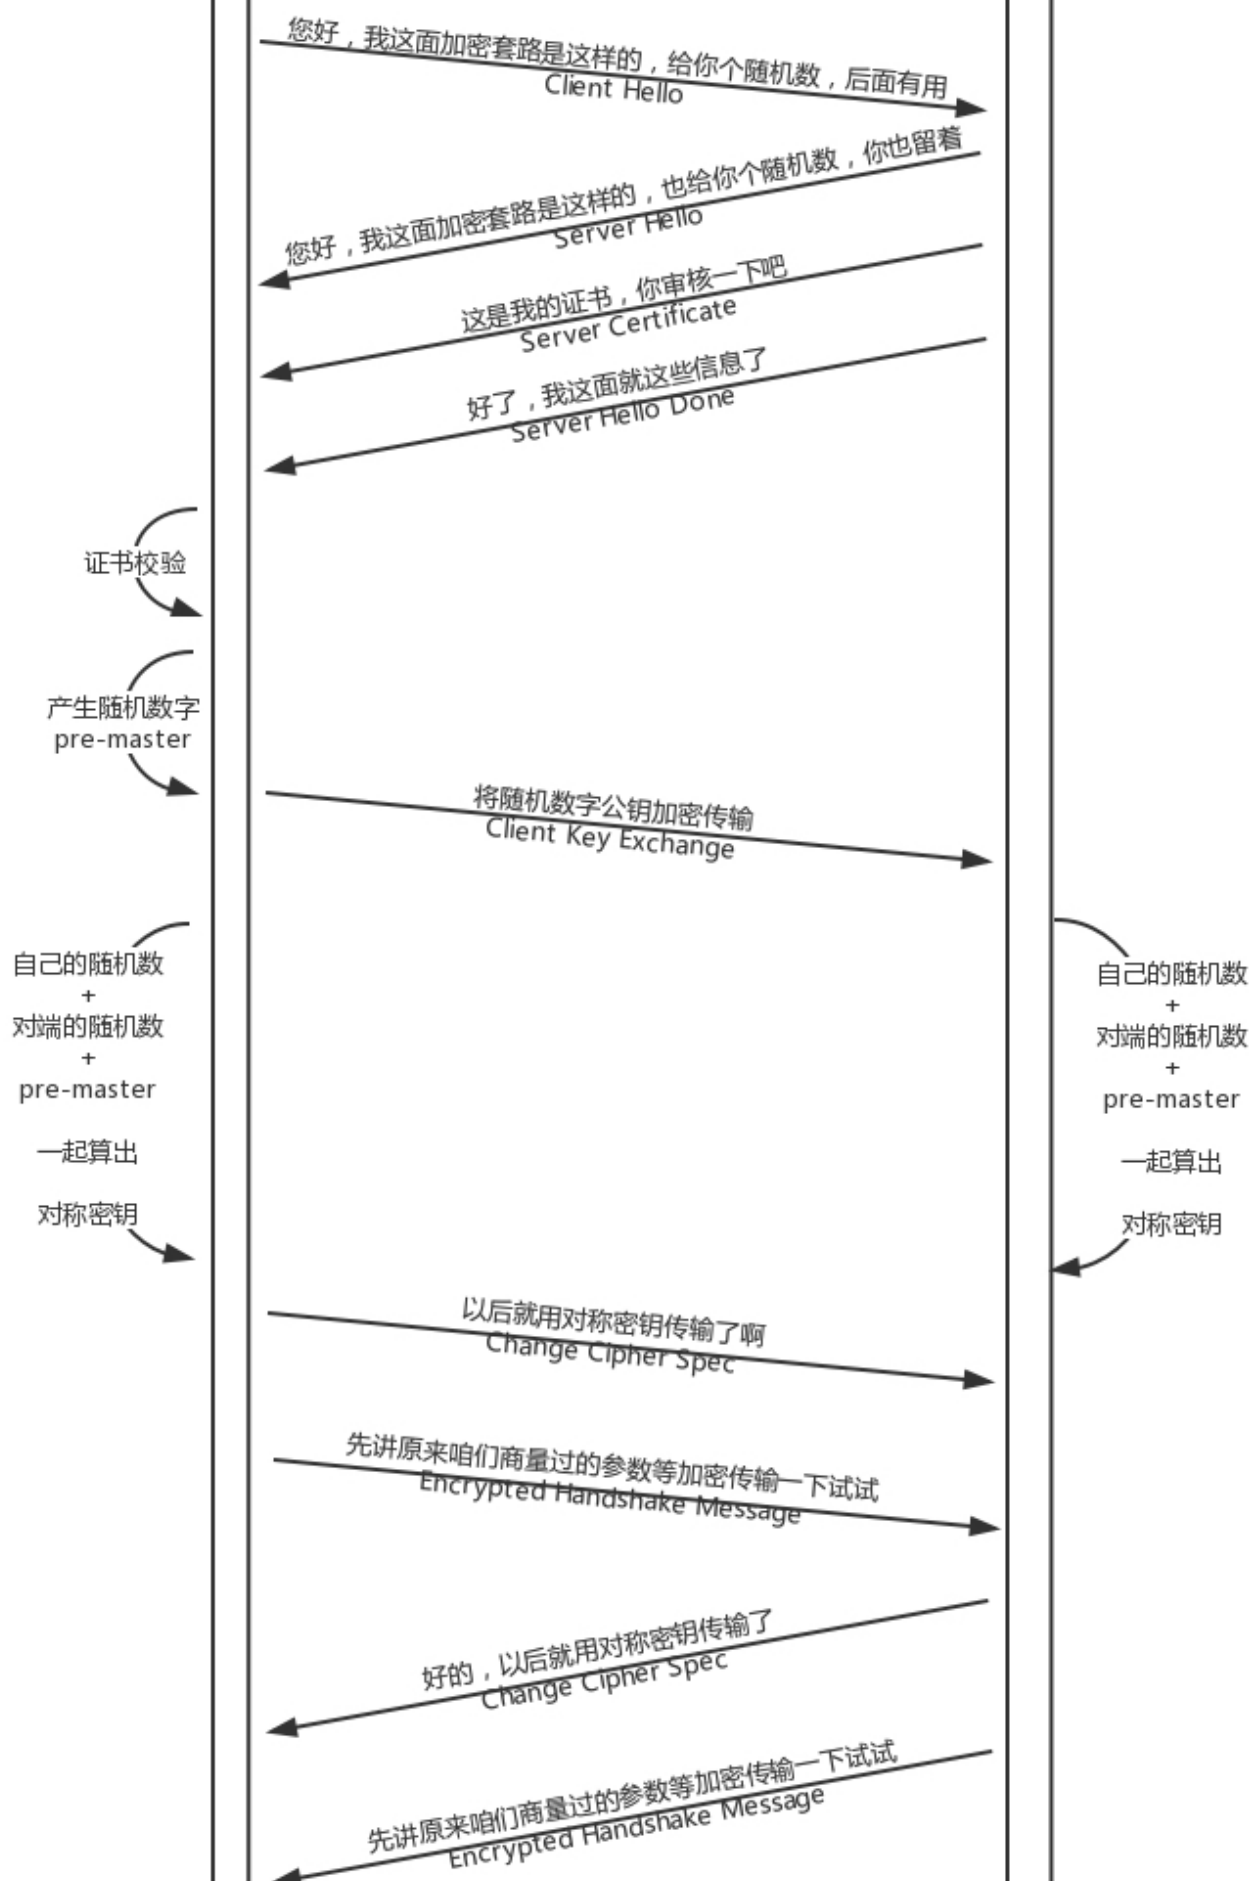 您好，我这面加密套路是这样的，给你个随机数，后面有用
Client Hello
您好，我这面加密套路是这样的，也给你个随机数，你也留着
Server Hello
这是我的证书，你审核一下吧
Server Certificate
好了，我这面就这些信息了
Server Hello Done
证书校验
产生随机数字
pre-master
将随机数字公钥加密传输
Client Key Exchange
自己的随机数
+
对端的随机数
+
pre-master
一起算出
对称密钥
自己的随机数
+
对端的随机数
+
pre-master
一起算出
对称密钥
以后就用对称密钥传输了啊
Change Cipher Spec
先讲原来咱们商量过的参数等加密传输一下试试
Encrypted Handshake Message
好的，以后就用对称密钥传输了
Change Cipher Spec
先讲原来咱们商量过的参数等加密传输一下试试
Encrypted Handshake Message